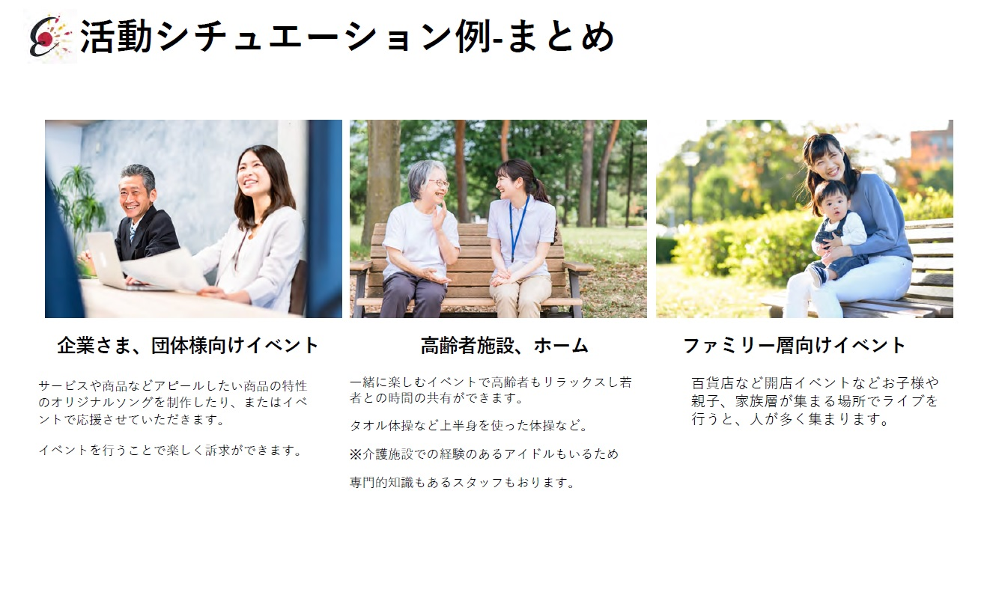 活動シチュエーション例-まとめ
企業さま、団体様向けイベント
サービスや商品などアピールしたい商品の特性
のオリジナルソングを制作したり、またはイベ
ントで応援させていただきます。
イベントを行うことで楽しく訴求ができます。
高齢者施設、ホーム
一緒に楽しむイベントで高齢者もリラックスし若
者との時間の共有ができます。
タオル体操など上半身を使った体操など。
※介護施設での経験のあるアイドルもいるため
専門的知識もあるスタッフもおります。
ファミリー層向けイベント
百貨店など開店イベントなどお子様や
親子、家族層が集まる場所でライブを
行うと、人が多く集まります。